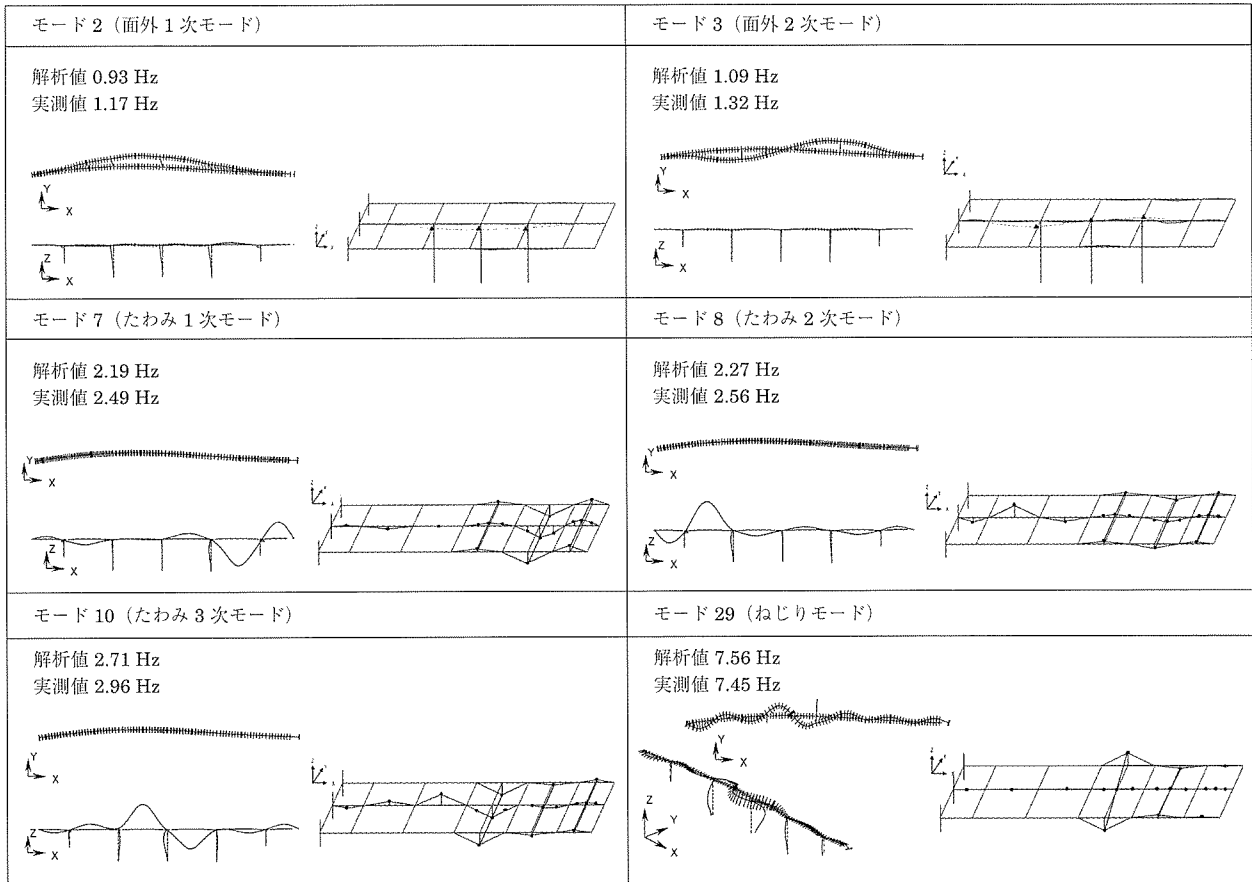 モード 2（面外 1 次モード）
解析値 0.93 Hz
実測値 1.17 Hz
Y
X
Z
X
モード 3（面外 2 次モード）
解析値 1.09 Hz
実測値 1.32 Hz
Y
X
Z
X
モード 7（たわみ 1 次モード）
解析値 2.19 Hz
実測値 2.49 Hz
Y
X
Z
X
モード 8（たわみ 2 次モード）
解析値 2.27 Hz
実測値 2.56 Hz
Y
X
Z
X
モード 10（たわみ 3 次モード）
解析値 2.71 Hz
実測値 2.96 Hz
Y
X
Z
X
モード 29（ねじりモード）
解析値 7.56 Hz
実測値 7.45 Hz
Y
X
Z
Y
X